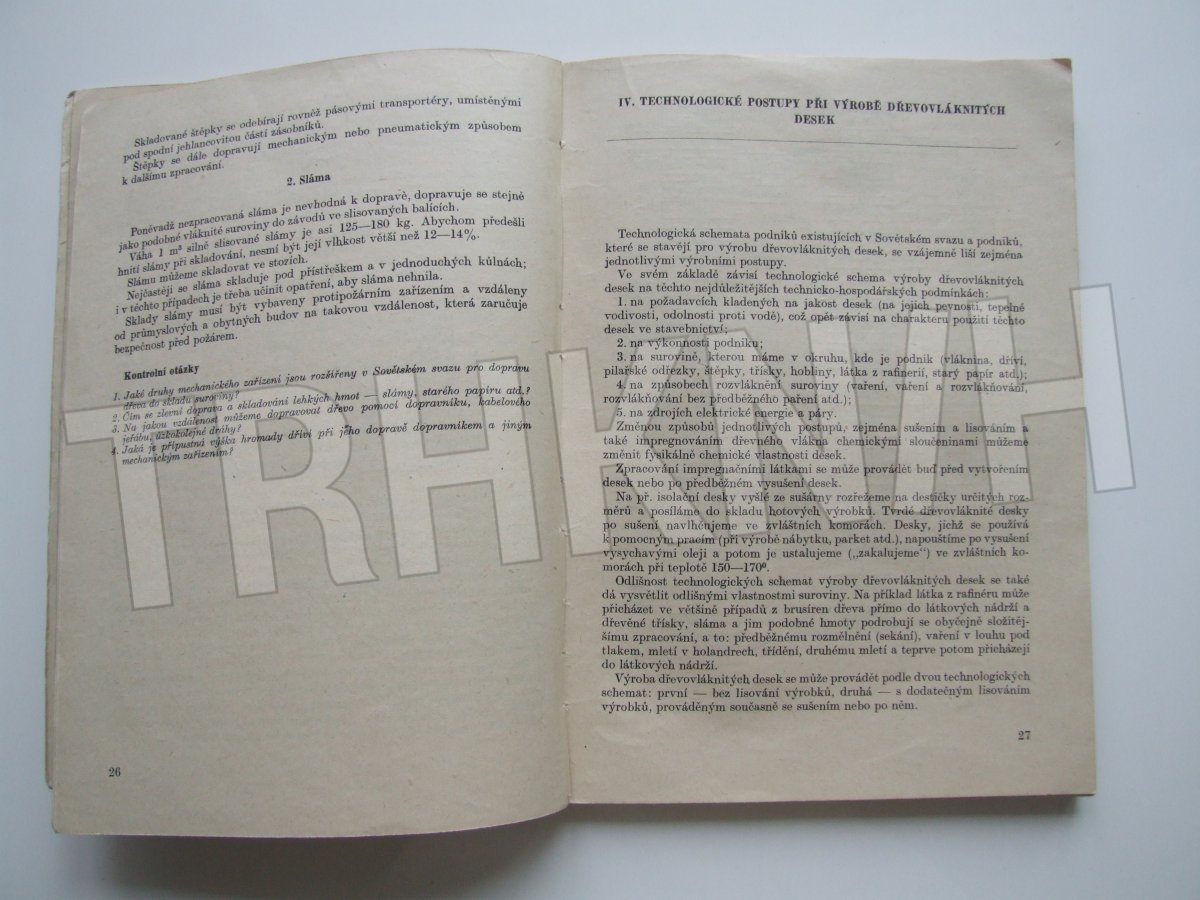 Skladované štěpky se odebírají rovněž pásovými transportéry, umístěnými
pod spodní jehlancovitou částí zásobníků.
Štěpky se dále dopravují mechanickým nebo pneumatickým způsobem
k dalšímu zpracování.
2. Sláma
Poněvadž nezpracovaná sláma je nevhodná k dopravě, dopravuje se stejně
jako podobné vláknité suroviny do závodů ve slisovaných balících.
Váha 1 m³ silně slisované slámy je asi 125—180 kg. Abychom předešli
hnití slámy při skladování, nesmí být její vlhkost větší než 12—14%.
Slámu můžeme skladovat ve stozích.
Nejčastěji se sláma skladuje pod přístřeškem a v jednoduchých kůlnách;
i v těchto případech je třeba učinit opatření, aby sláma nehnila.
Sklady slámy musí být vybaveny protipožárním zařízením a vzdáleny
od průmyslových a obytných budov na takovou vzdálenost, která zaručuje
bezpečnost před požárem.
Kontrolní otázky
1. Jaké druhy mechanického zařízení jsou rozšířeny v Sovětském svazu pro dopravu
dřeva do skladu suroviny?
2. Čím se zlevní doprava a skladování lehkých hmot — slámy, starého papíru atd.?
3. Na jakou vzdálenost můžeme dopravovat dřevo pomocí dopravníku, kabelového
jeřábu, úzkokolejné dráhy?
4. Jaká je přípustná výška hromady dříví při jeho dopravě dopravníkem a jiným
mechanickým zařízením?
26
IV. TECHNOLOGICKÉ POSTUPY PŘI VÝROBĚ DŘEVOVLÁKNITÝCH
DESEK
Technologická schemata podniků existujících v Sovětském svazu a podniků,
které se stavějí pro výrobu dřevovláknitých desek, se vzájemně liší zejména
jednotlivými výrobními postupy.
Ve svém základě závisí technologické schema výroby dřevovláknitých
desek na těchto nejdůležitějších technicko-hospodářských podmínkách:
1. na požadavcích kladených na jakost desek (na jejich pevnosti, tepelné
vodivosti, odolnosti proti vodě), což opět závisí na charakteru použití těchto
desek ve stavebnictví;
2. na výkonnosti podniku;
3. na surovině, kterou máme v okruhu, kde je podnik (vláknina, dříví,
pilařské odřezky, štěpky, třísky, hobliny, látka z rafinerií, starý papír atd.);
4. na způsobech rozvláknění suroviny (vaření, vaření a rozvlákňování,
rozvlákňování bez předběžného paření atd.);
5. na zdrojích elektrické energie a páry.
Změnou způsobů jednotlivých postupů, zejména sušením a lisováním a
také impregnováním dřevného vlákna chemickými sloučeninami můžeme
změnit fysikálně chemické vlastnosti desek.
Zpracování impregnačními látkami se může provádět buď před vytvořením
desek nebo po předběžném vysušení desek.
Na př. isolační desky vyšlé ze sušárny rozřežeme na destičky určitých roz-
měrů a posíláme do skladu hotových výrobků. Tvrdé dřevovláknité desky
po sušení navlhčujeme ve zvláštních komorách. Desky, jichž se používá
k pomocným pracím (při výrobě nábytku, parket atd.), napouštíme po vysušení
vysychavými oleji a potom je ustalujeme („zakalujeme“) ve zvláštních ko-
morách při teplotě 150—170°.
Odlišnost technologických schemat výroby dřevovláknitých desek se také
dá vysvětlit odlišnými vlastnostmi suroviny. Na příklad látka z rafinéru může
přicházet ve většině případů z brusíren dřeva přímo do látkových nádrží a
dřevěné třísky, sláma a jim podobné hmoty podrobují se obyčejně složitěj-
šímu zpracování, a to: předběžnému rozmělnění (sekání), vaření v louhu pod
tlakem, mletí v holandrech, třídění, druhému mletí a teprve potom přicházejí
do látkových nádrží.
Výroba dřevovláknitých desek se může provádět podle dvou technologických
schemat: první — bez lisování výrobků, druhá — s dodatečným lisováním
výrobků, prováděným současně se sušením nebo po něm.
27